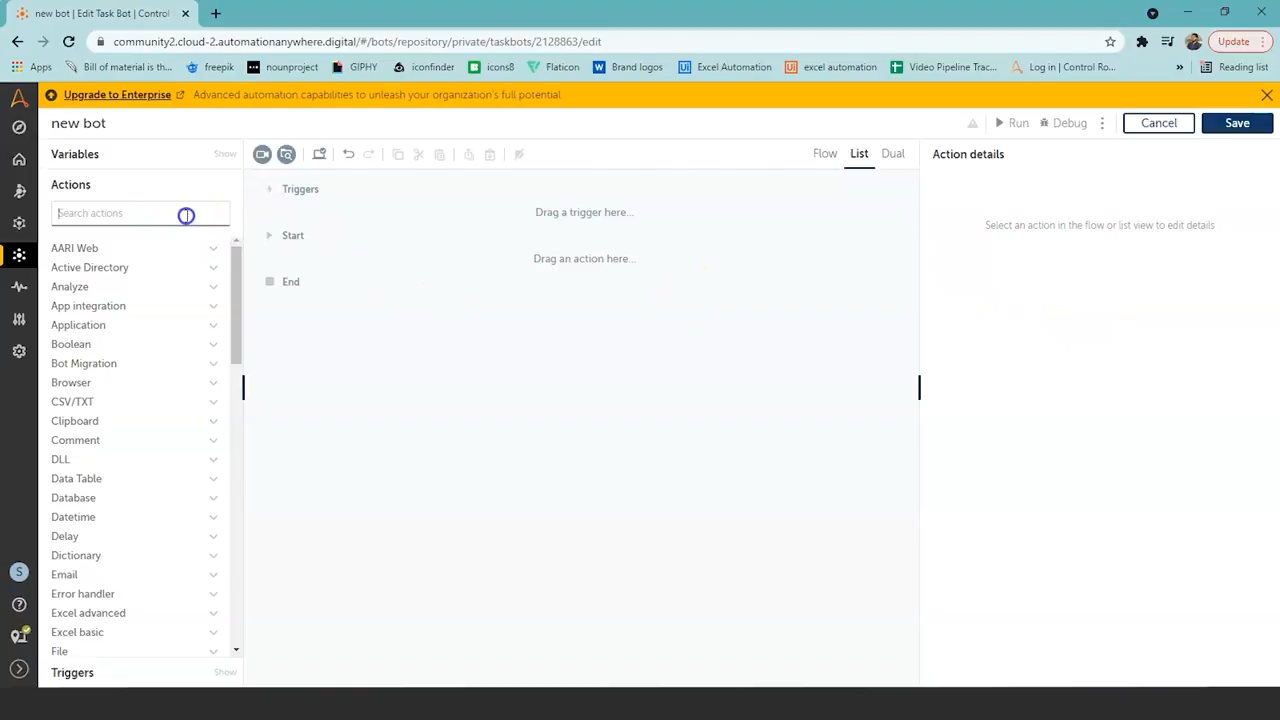 new bot | Edit Task Bot | Control
community2.cloud-2.automationanywhere.digital/#/bots/repository/private/taskbots/2128863/edit
Update
Apps
Bill of material is th...
freepik
nounproject
GIPHY
iconfinder
icons8
Flaticon
Brand logos
Excel Automation
excel automation
Video Pipeline Trac...
Log in | Control Ro...
»
Reading list
Upgrade to Enterprise
Advanced automation capabilities to unleash your organization's full potential.
new bot
Run
Debug
Cancel
Save
Variables
Show
Flow
List
Dual
Action details
Actions
Search actions
Triggers
Drag a trigger here...
Select an action in the flow or list view to edit details
Start
Drag an action here...
End
AARI Web
Active Directory
Analyze
App integration
Application
Boolean
Bot Migration
Browser
CSV/TXT
Clipboard
Comment
DLL
Data Table
Database
Datetime
Delay
Dictionary
Email
Error handler
Excel advanced
Excel basic
File
Triggers
Show
S